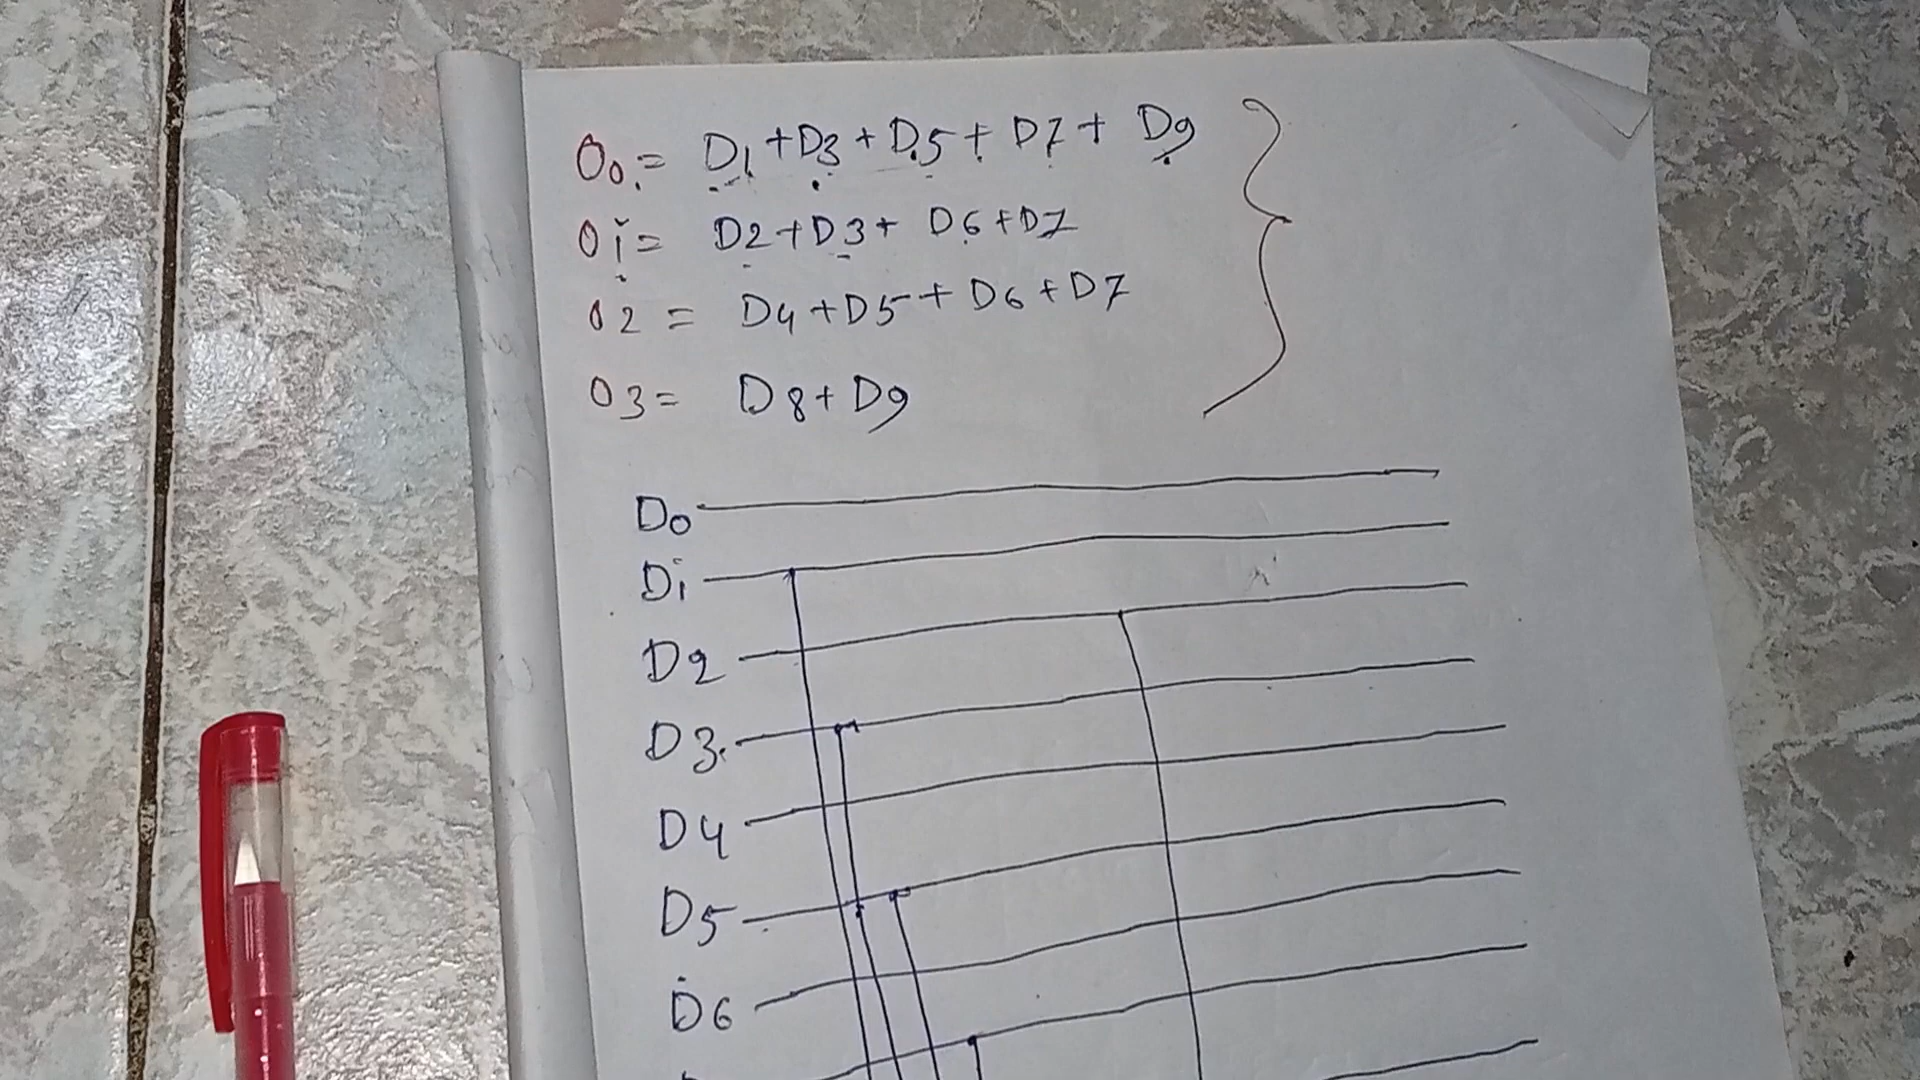 O0 = D1 + D3 + D5 + D7 + D9
O1 = D2 + D3 + D6 + D7
O2 = D4 + D5 + D6 + D7
O3 = D8 + D9
D0
D1
D2
D3
D4
D5
D6